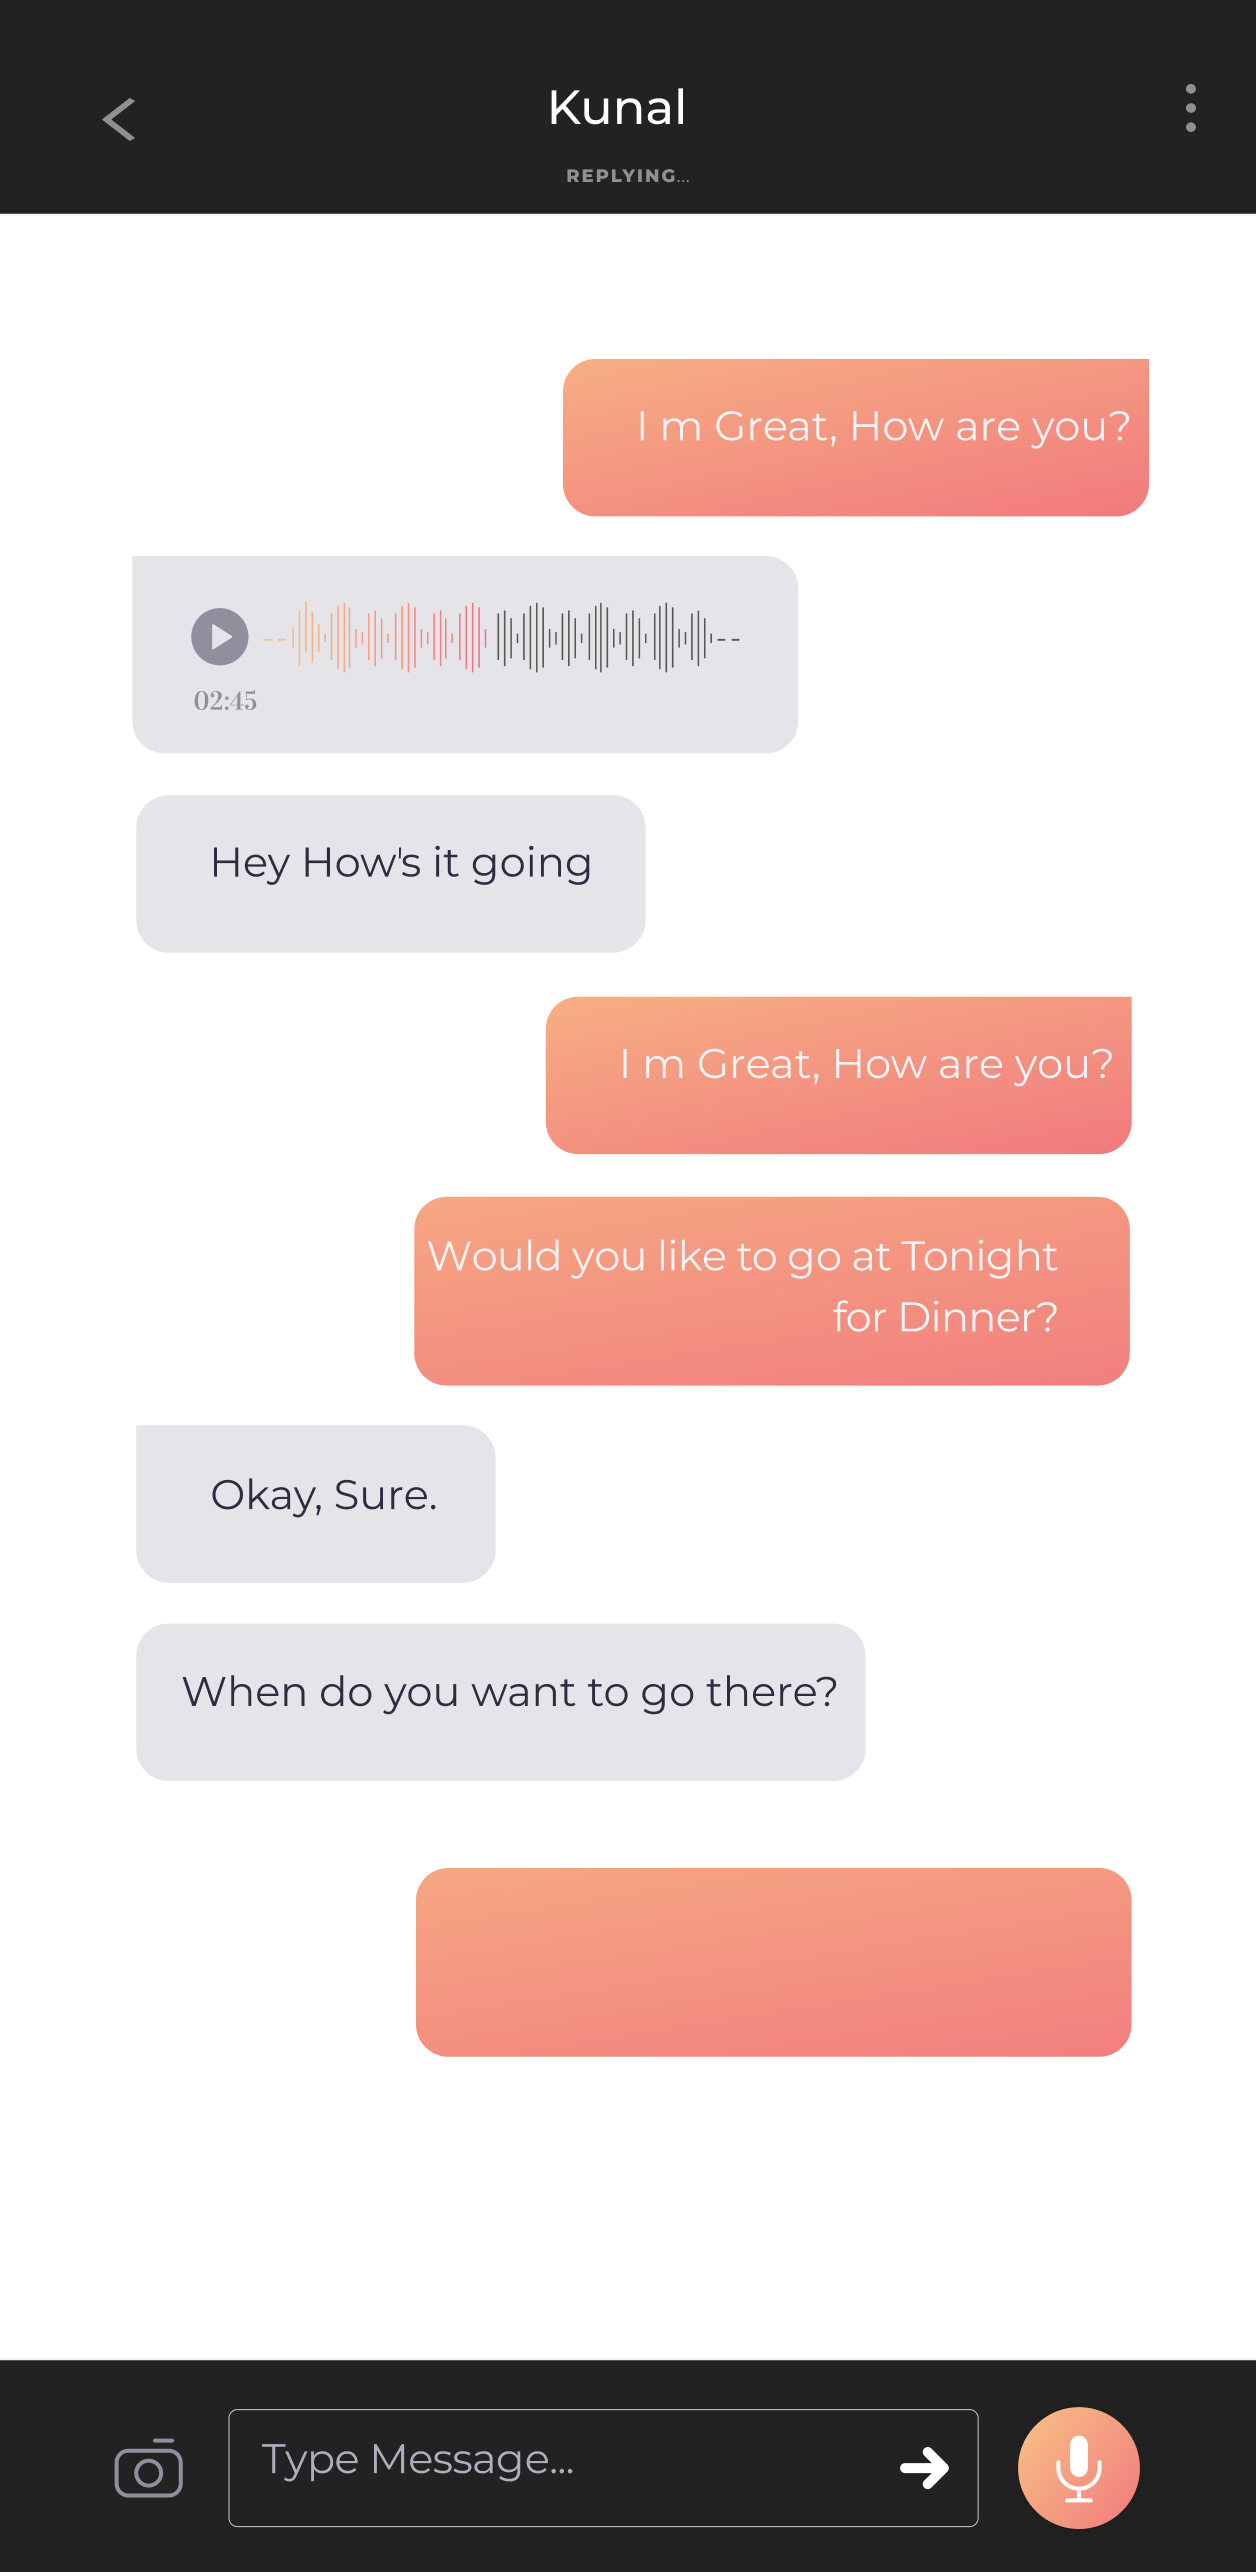 Kunal
REPLYING...
I m Great, How are you?
02:45
Hey How's it going
I m Great, How are you?
Would you like to go at Tonight
for Dinner?
Okay, Sure.
When do you want to go there?
Type Message...